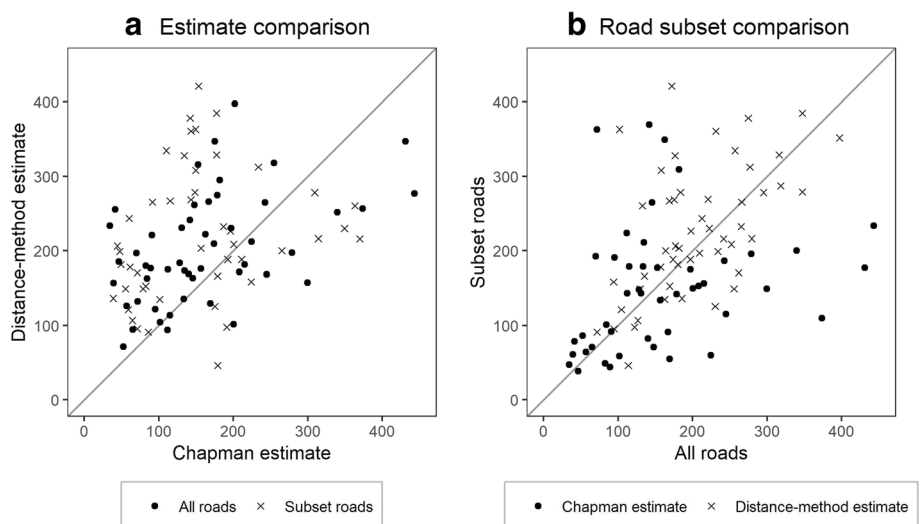 a Estimate comparison
Distance-method estimate
400
300
200
100
0
0 100 200 300 400
Chapman estimate
All roads Subset roads
b Road subset comparison
Subset roads
400
300
200
100
0
0 100 200 300 400
All roads
Chapman estimate Distance-method estimate